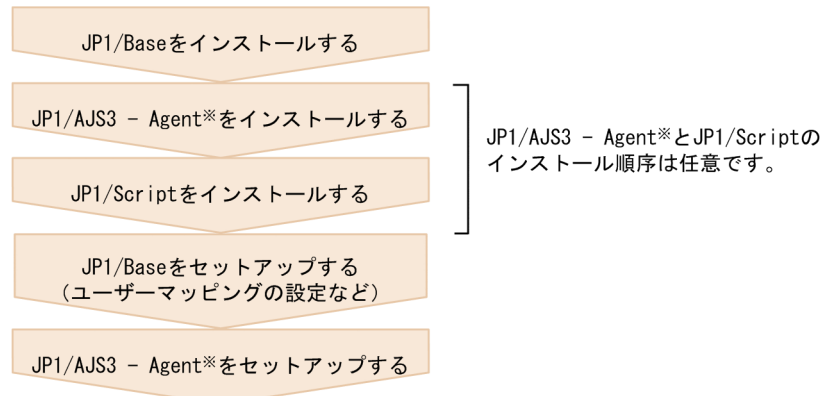 JP1/Baseをインストールする
JP1/AJS3 - Agent※をインストールする
JP1/AJS3 - Agent※とJP1/Scriptの
インストール順序は任意です。
JP1/Scriptをインストールする
JP1/Baseをセットアップする
（ユーザーマッピングの設定など）
JP1/AJS3 - Agent※をセットアップする